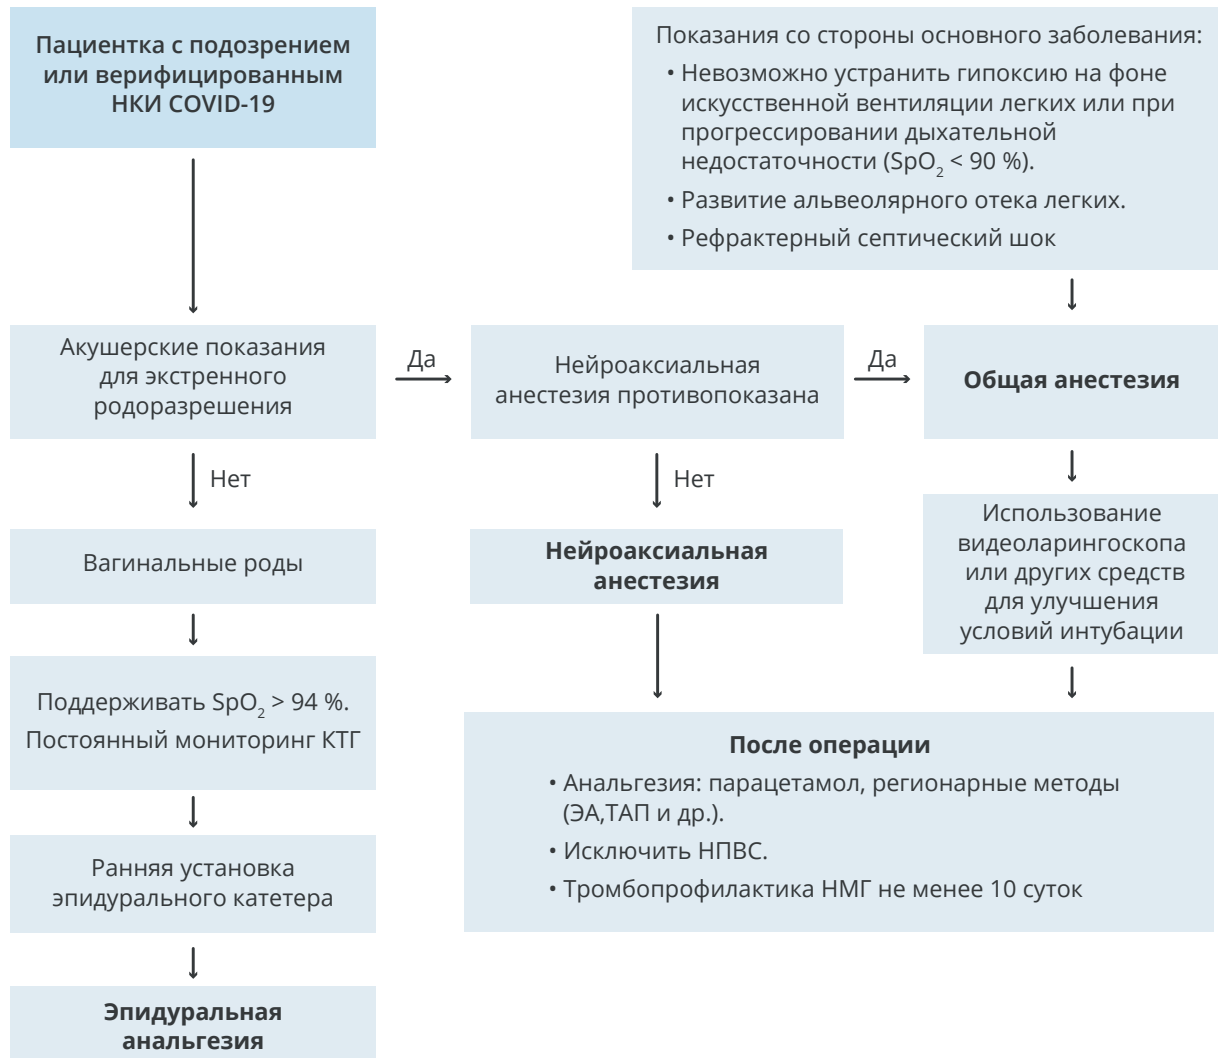 Пациентка с подозрением
или верифицированным
НКИ COVID-19
Показания со стороны основного заболевания:
• Невозможно устранить гипоксию на фоне
искусственной вентиляции легких или при
прогрессировании дыхательной
недостаточности (SpO₂ < 90 %).
• Развитие альвеолярного отека легких.
• Рефрактерный септический шок
Акушерские показания
для экстренного
родоразрешения
Да
Нейроаксиальная
анестезия противопоказана
Да
Общая анестезия
Нет
Нет
Вагинальные роды
Нейроаксиальная
анестезия
Использование
видеоларингоскопа
или других средств
для улучшения
условий интубации
Поддерживать SpO₂ > 94 %.
Постоянный мониторинг КТГ
После операции
• Анальгезия: парацетамол, регионарные методы
(ЭА,ТАП и др.).
• Исключить НПВС.
• Тромбопрофилактика НМГ не менее 10 суток
Ранняя установка
эпидурального катетера
Эпидуральная
анальгезия